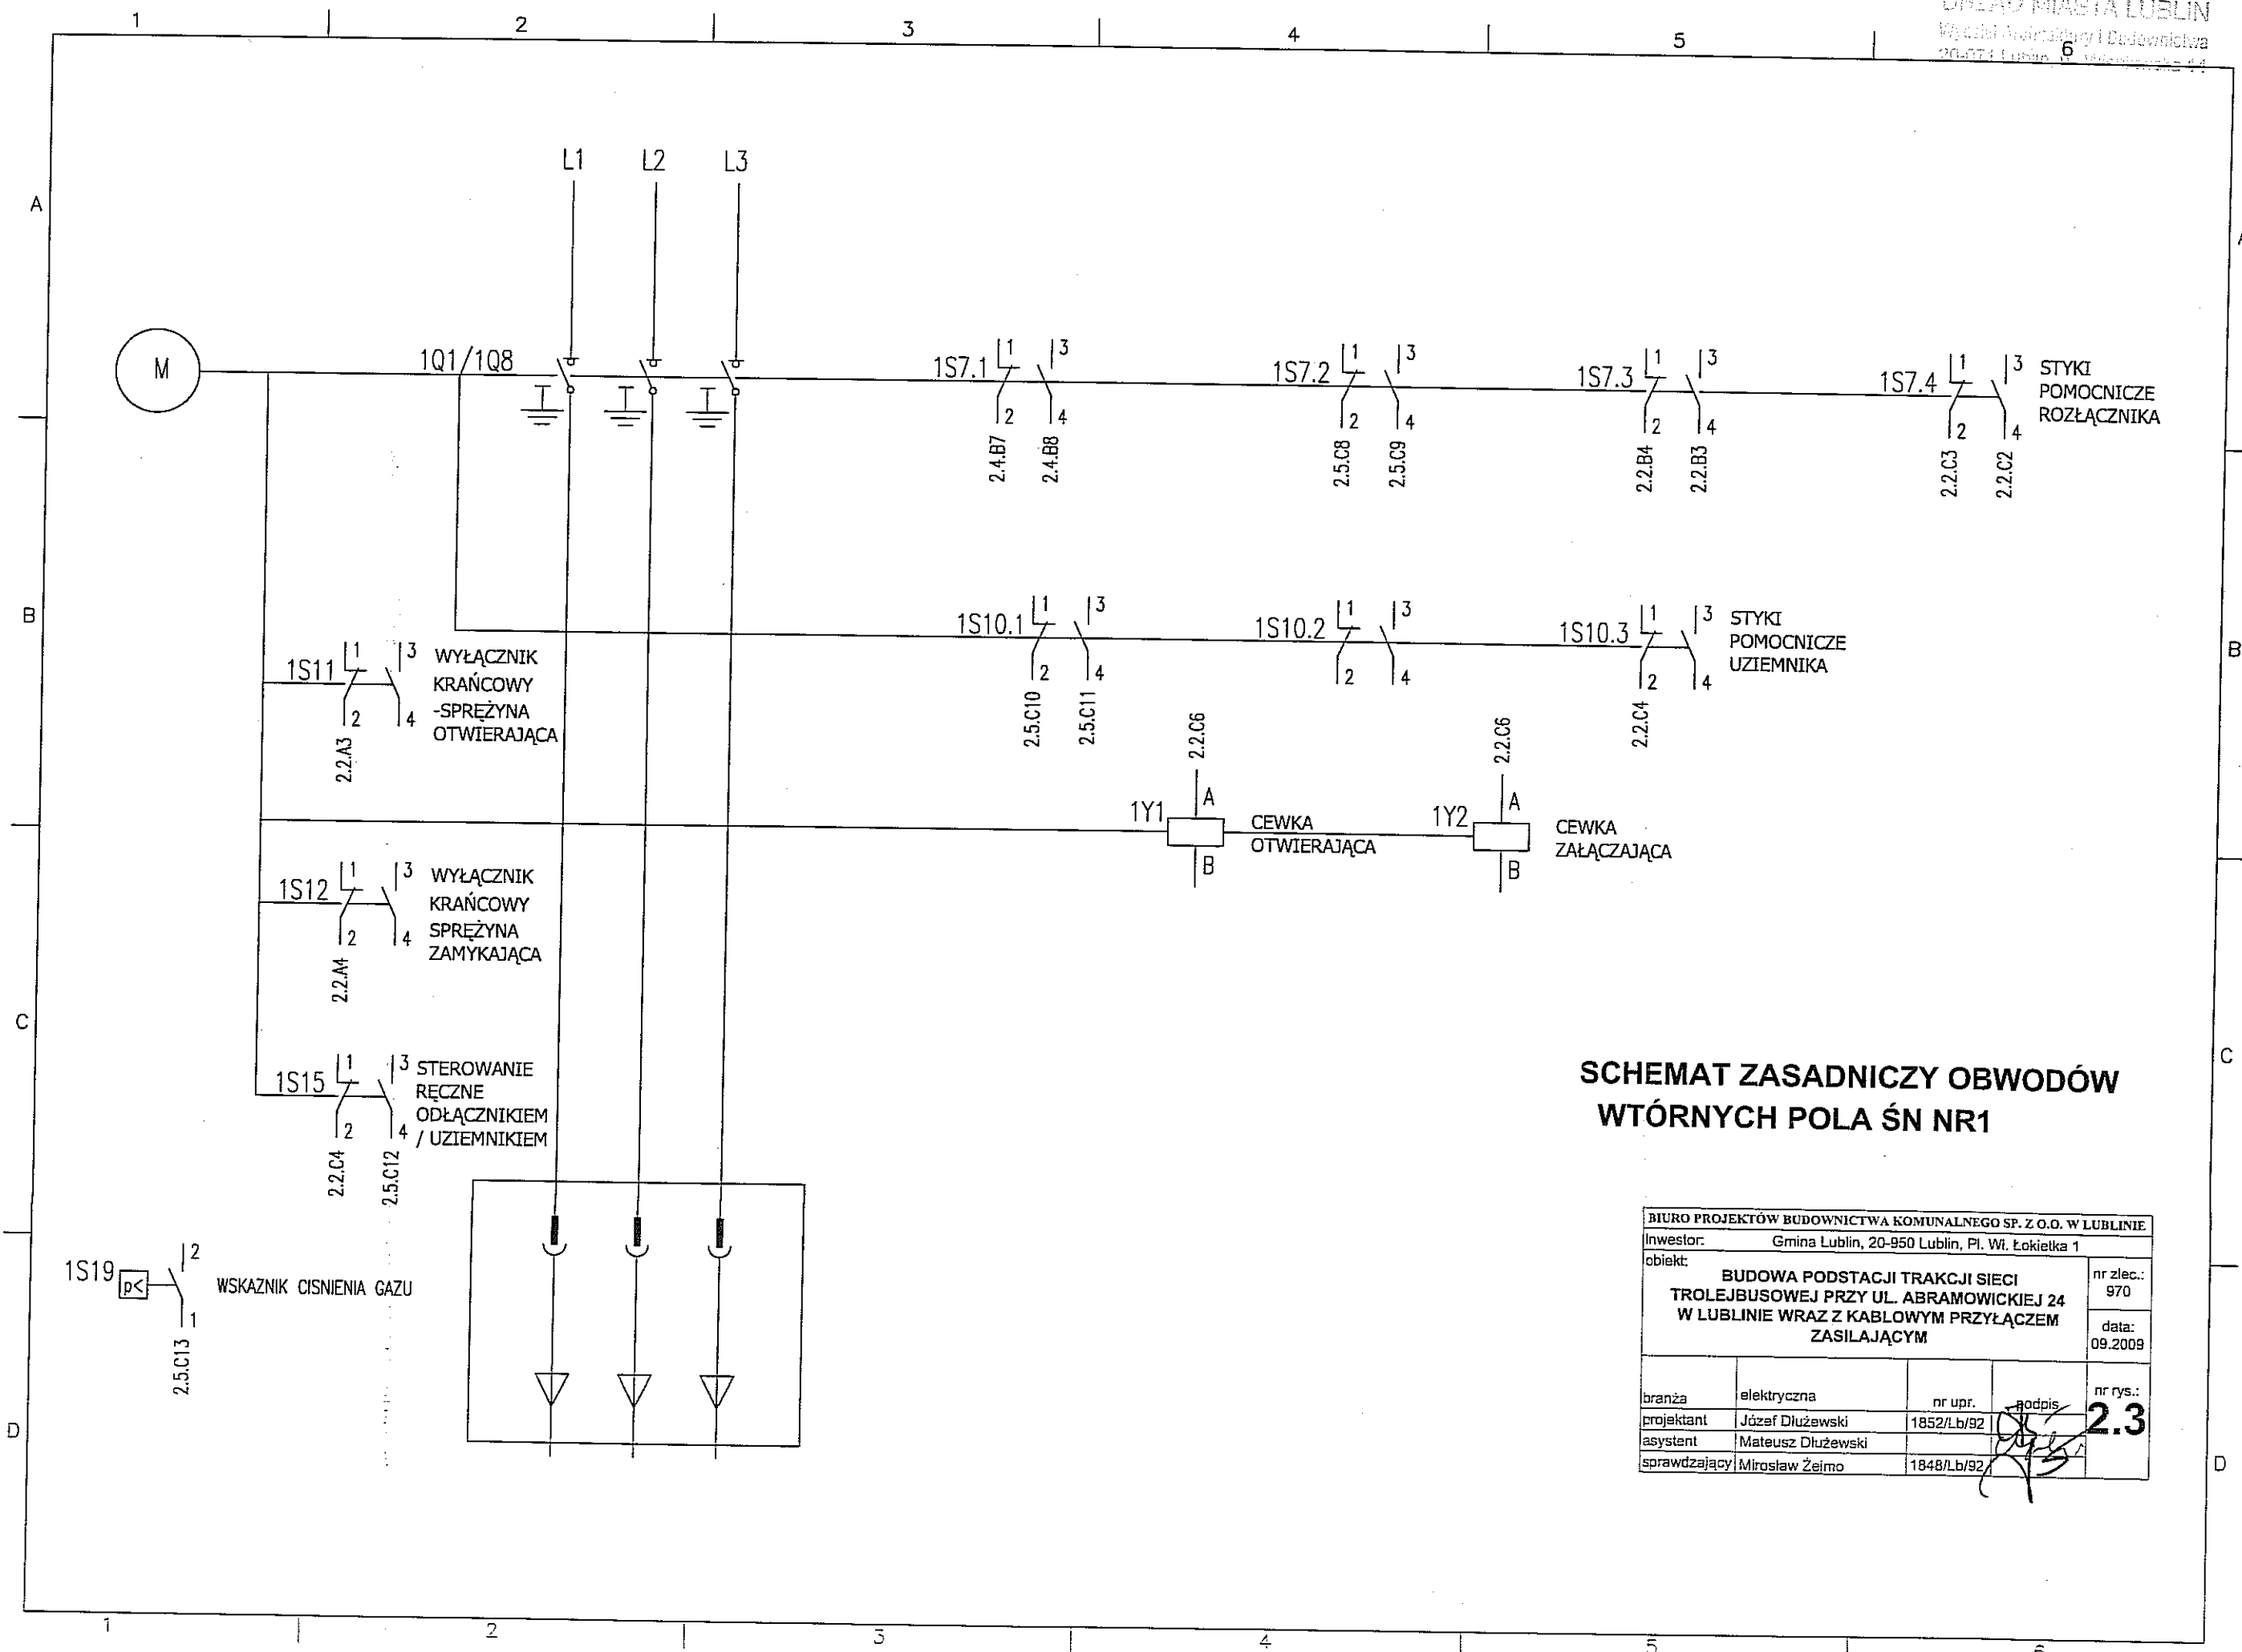 URZĄD MIASTA LUBLIN
1 2 3 4 5 6
L1 L2 L3
A
M
1Q1/1Q8
1S7.1 1 3 2 4
2.4.B7 2.4.B8
1S7.2 1 3 2 4
2.5.C8 2.5.C9
1S7.3 1 3 2 4
2.2.B4 2.2.B3
1S7.4 1 3 2 4
2.2.C3 2.2.C2
STYKI
POMOCNICZE
ROZŁĄCZNIKA
B B
1S10.1 1 3 2 4
2.5.C10 2.5.C11
1S10.2 1 3 2 4
1S10.3 1 3 2 4
2.2.C4
STYKI
POMOCNICZE
UZIEMNIKA
1S11 1 3 2 4
2.2.A3
WYŁĄCZNIK
KRAŃCOWY
-SPRĘŻYNA
OTWIERAJĄCA
2.2.C6 2.2.C6
1Y1 A B
CEWKA
OTWIERAJĄCA
1Y2 A B
CEWKA
ZAŁĄCZAJĄCA
1S12 1 3 2 4
2.2.A4
WYŁĄCZNIK
KRAŃCOWY
SPRĘŻYNA
ZAMYKAJĄCA
C C
1S15 1 3 2 4
2.2.C4 2.5.C12
STEROWANIE
RĘCZNE
ODŁĄCZNIKIEM
/ UZIEMNIKIEM
SCHEMAT ZASADNICZY OBWODÓW
WTÓRNYCH POLA ŚN NR1
1S19 p< 2 1
2.5.C13
WSKAZNIK CISNIENIA GAZU
BIURO PROJEKTÓW BUDOWNICTWA KOMUNALNEGO SP. Z O.O. W LUBLINIE
Inwestor: Gmina Lublin, 20-950 Lublin, Pl. Wł. Łokietka 1
obiekt:
BUDOWA PODSTACJI TRAKCJI SIECI
TROLEJBUSOWEJ PRZY UL. ABRAMOWICKIEJ 24
W LUBLINIE WRAZ Z KABLOWYM PRZYŁĄCZEM
ZASILAJĄCYM
nr zlec.:
970
data:
09.2009
branża elektryczna nr upr. podpis nr rys.:
2.3
projektant Józef Dłużewski 1852/Lb/92
asystent Mateusz Dłużewski
sprawdzający Mirosław Żelmo 1848/Lb/92
D D
1 2 3 4 5 6